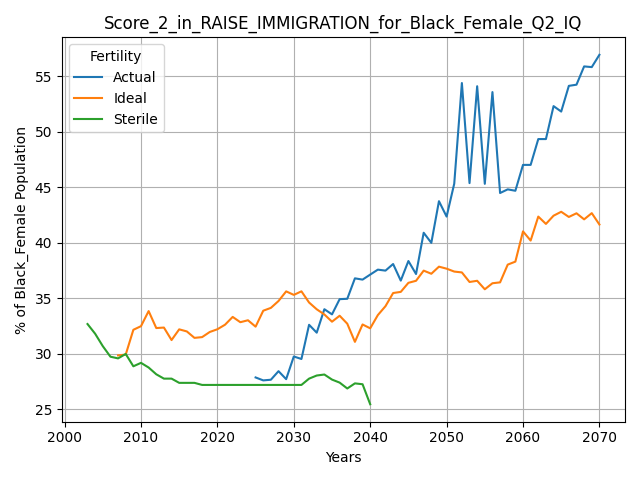 Score_2_in_RAISE_IMMIGRATION_for_Black_Female_Q2_IQ
Fertility
Actual
Ideal
Sterile
% of Black_Female Population
55
50
45
40
35
30
25
2000 2010 2020 2030 2040 2050 2060 2070
Years